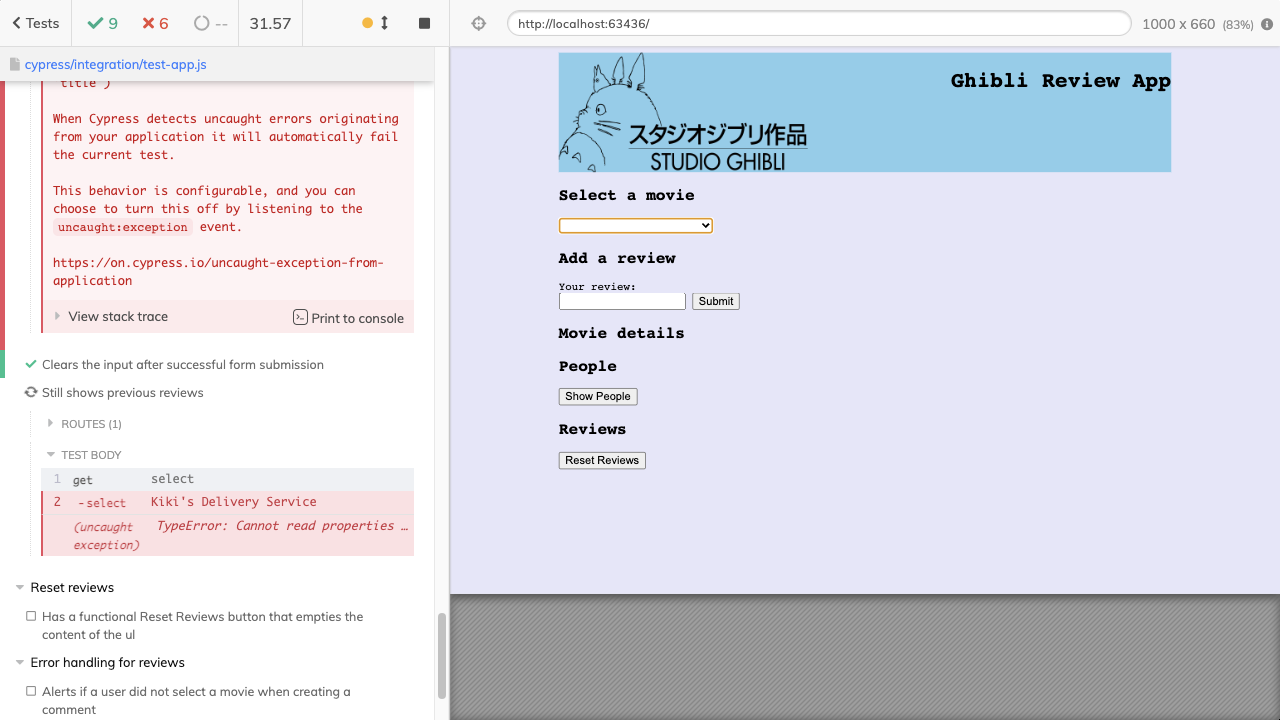 Tests
9
6
--
31.57
http://localhost:63436/
1000 x 660 (83%)
cypress/integration/test-app.js
'title')
When Cypress detects uncaught errors originating
from your application it will automatically fail
the current test.
This behavior is configurable, and you can
choose to turn this off by listening to the
uncaught:exception event.
https://on.cypress.io/uncaught-exception-from-
application
View stack trace
Print to console
Clears the input after successful form submission
Still shows previous reviews
ROUTES (1)
TEST BODY
1 get select
2 -select Kiki's Delivery Service
(uncaught TypeError: Cannot read properties …
exception)
Reset reviews
Has a functional Reset Reviews button that empties the
content of the ul
Error handling for reviews
Alerts if a user did not select a movie when creating a
comment
Ghibli Review App
スタジオジブリ作品
STUDIO GHIBLI
Select a movie
Add a review
Your review:
Submit
Movie details
People
Show People
Reviews
Reset Reviews